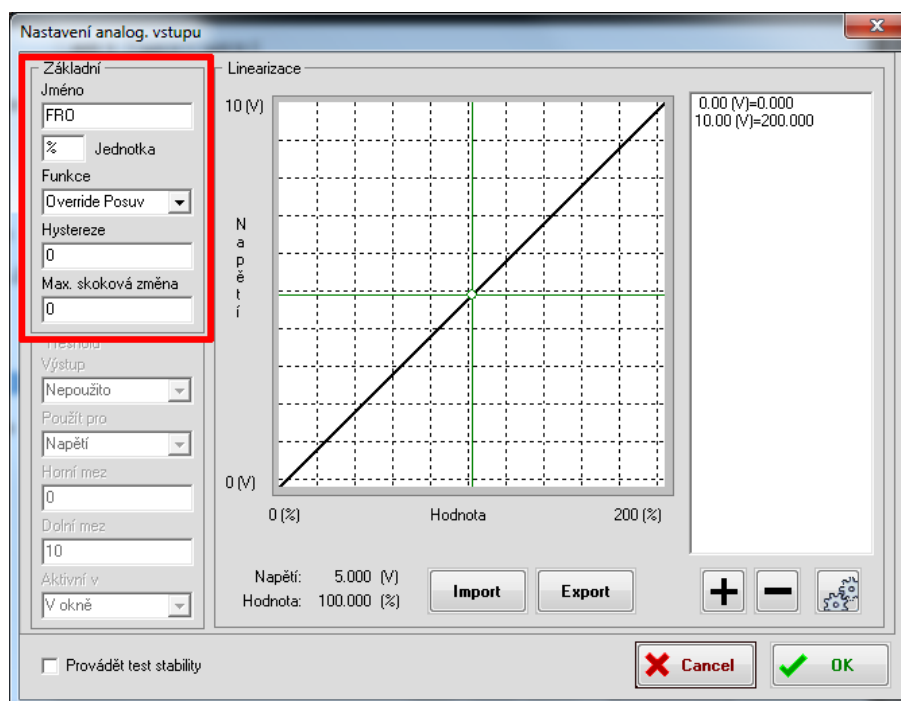 Nastavení analog. vstupu
Základní
Jméno
FRO
% Jednotka
Funkce
Override Posuv
Hystereze
0
Max. skoková změna
0
Treshold
Výstup
Nepoužito
Použít pro
Napětí
Horní mez
0
Dolní mez
10
Aktivní v
V okně
Linearizace
10 (V)
Napětí
0 (V)
0 (%) Hodnota 200 (%)
0.00 (V)=0.000
10.00 (V)=200.000
Napětí: 5.000 (V)
Hodnota: 100.000 (%)
Import Export
Provádět test stability
Cancel OK